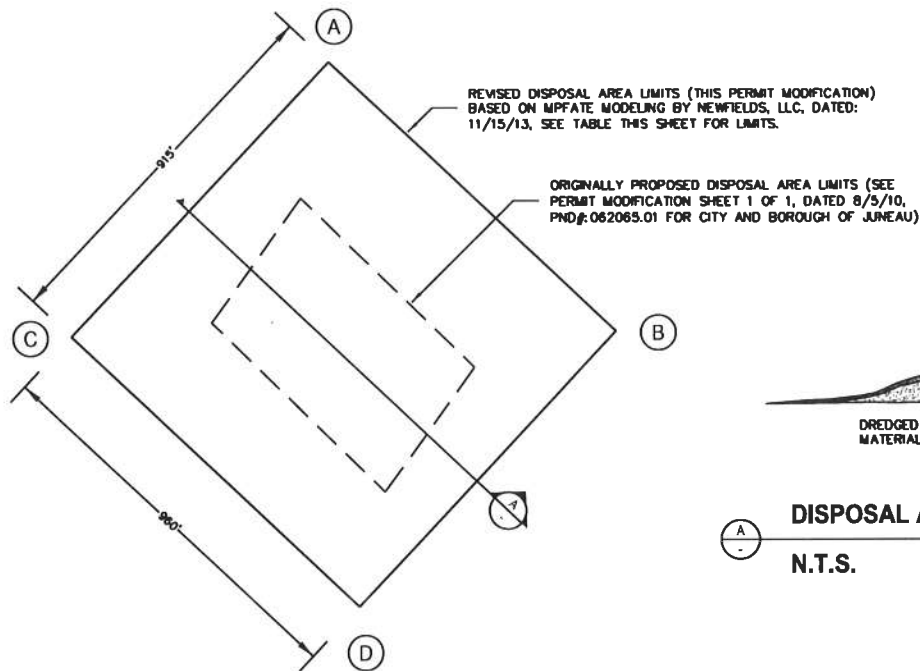 A
REVISED DISPOSAL AREA LIMITS (THIS PERMIT MODIFICATION)
BASED ON MPFATE MODELING BY NEWFIELDS, LLC, DATED:
11/15/13, SEE TABLE THIS SHEET FOR LIMITS.
915'
ORIGINALLY PROPOSED DISPOSAL AREA LIMITS (SEE
PERMIT MODIFICATION SHEET 1 OF 1, DATED 8/5/10,
PND#:062065.01 FOR CITY AND BOROUGH OF JUNEAU)
C
B
DREDGED
MATERIAL
960'
A
-
DISPOSAL A
A
-
N.T.S.
D